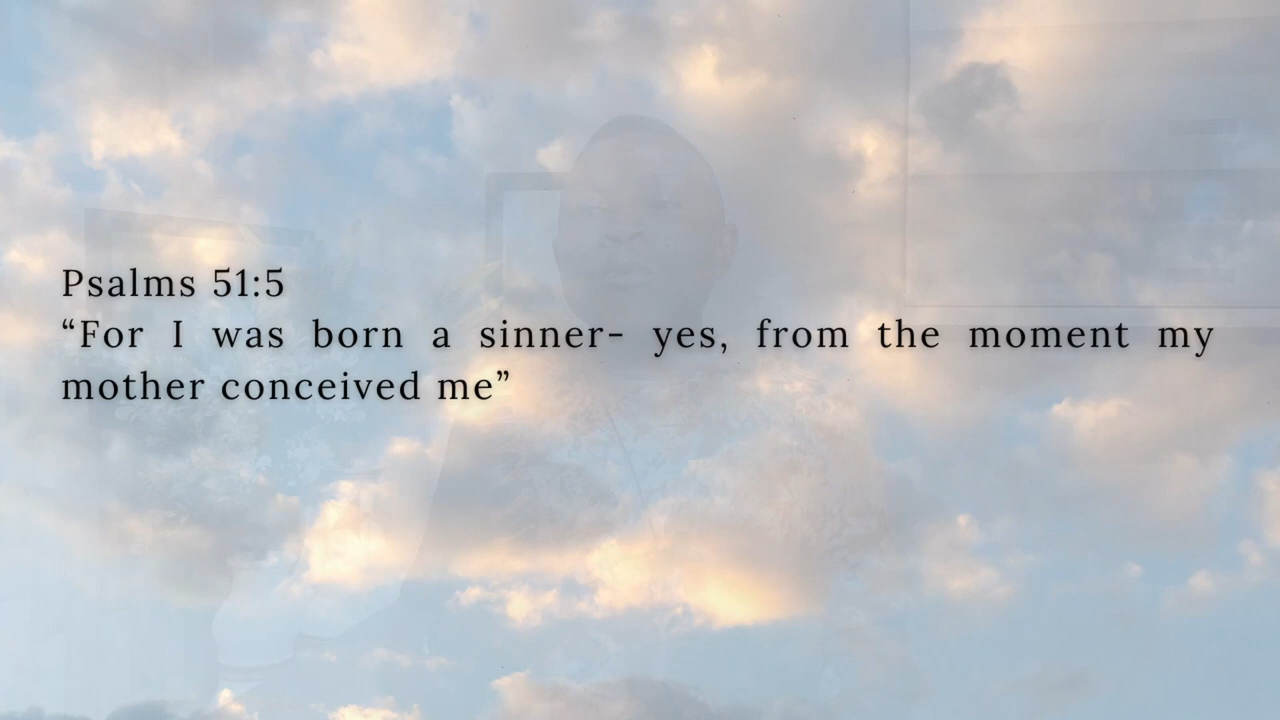 Psalms 51:5
“For I was born a sinner- yes, from the moment my
mother conceived me”